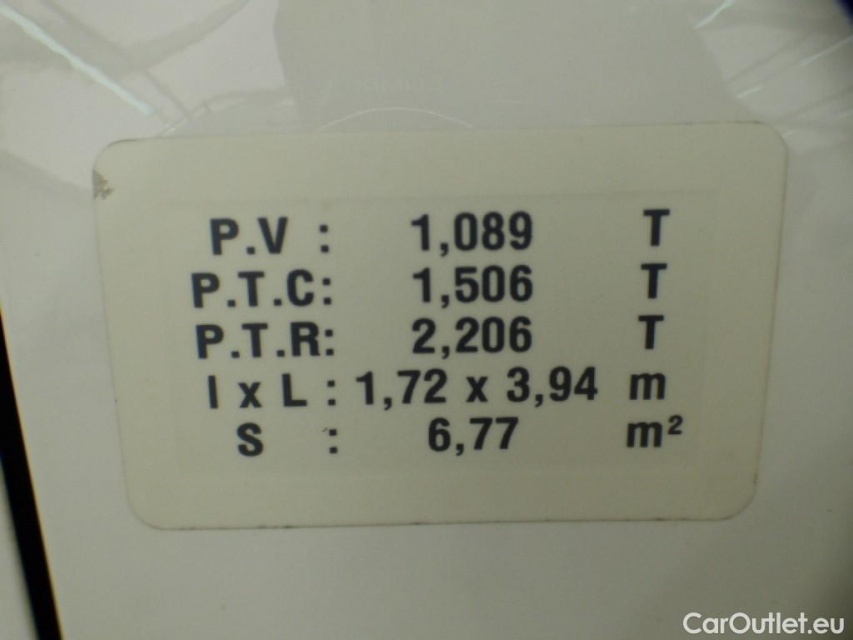 P.V : 1,089 T
P.T.C: 1,506 T
P.T.R: 2,206 T
l x L : 1,72 x 3,94 m
S : 6,77 m²
CarOutlet.eu